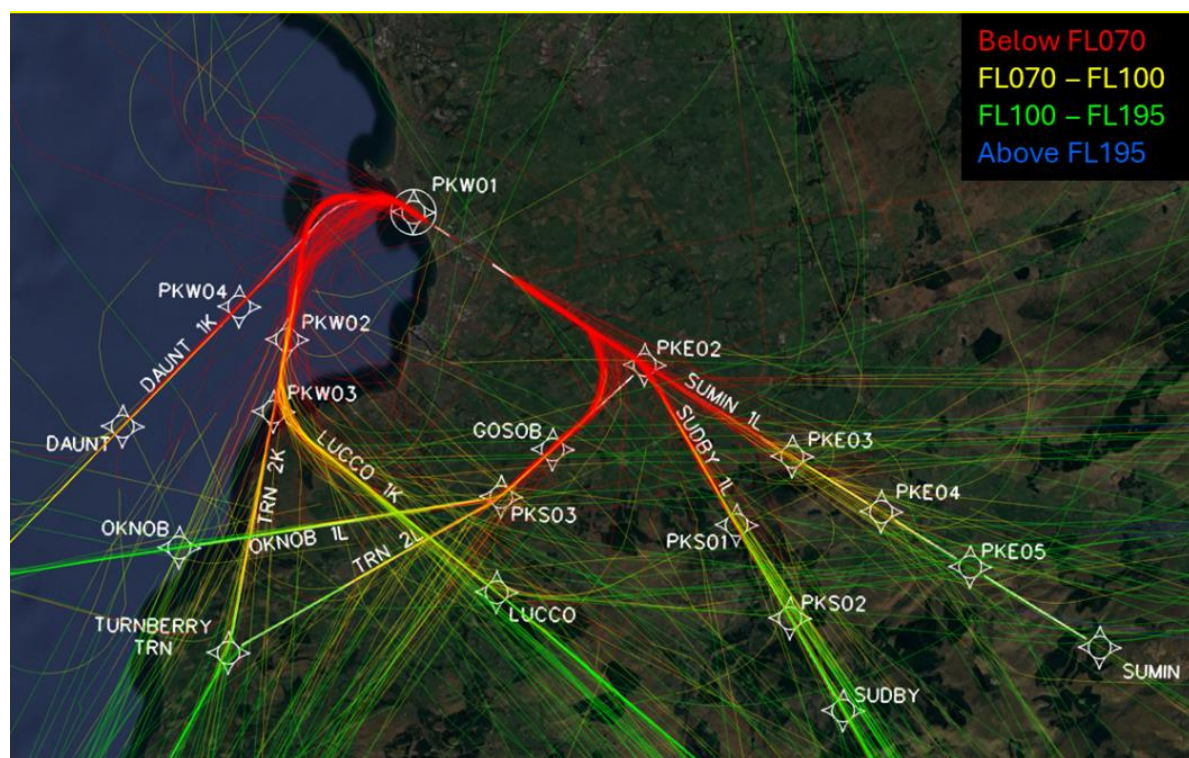 Below FL070
FL070 – FL100
FL100 – FL195
Above FL195
PKW01
PKW04
DAUNT 1K
PKW02
PKE02
SUMIN 1L
PKW03
DAUNT
LUCCO 1K
GOSOB
SUDBY 1L
PKE03
TRN 2K
PKE04
PKS03
OKNOB
OKNOB 1L
TRN 2L
PKS01
PKE05
PKS02
LUCCO
TURNBERRY
TRN
SUMIN
SUDBY